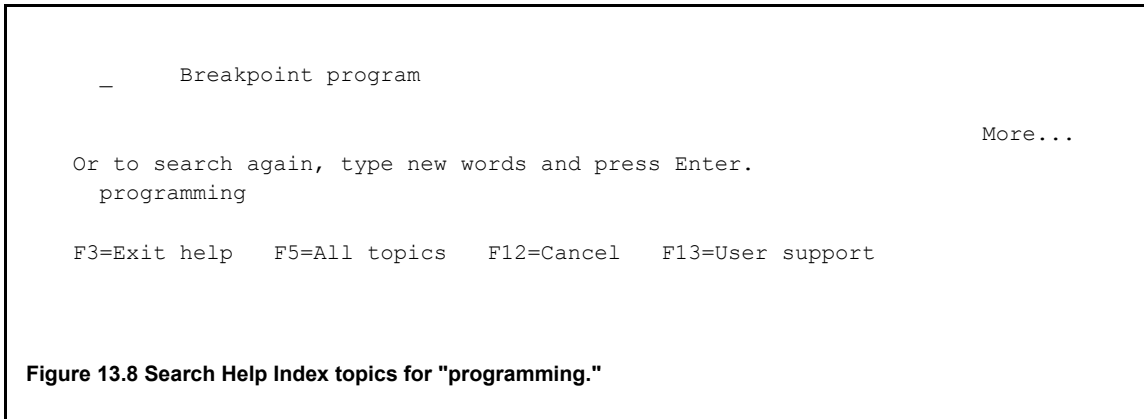 _ Breakpoint program
More...
Or to search again, type new words and press Enter.
programming
F3=Exit help F5=All topics F12=Cancel F13=User support
Figure 13.8 Search Help Index topics for "programming."